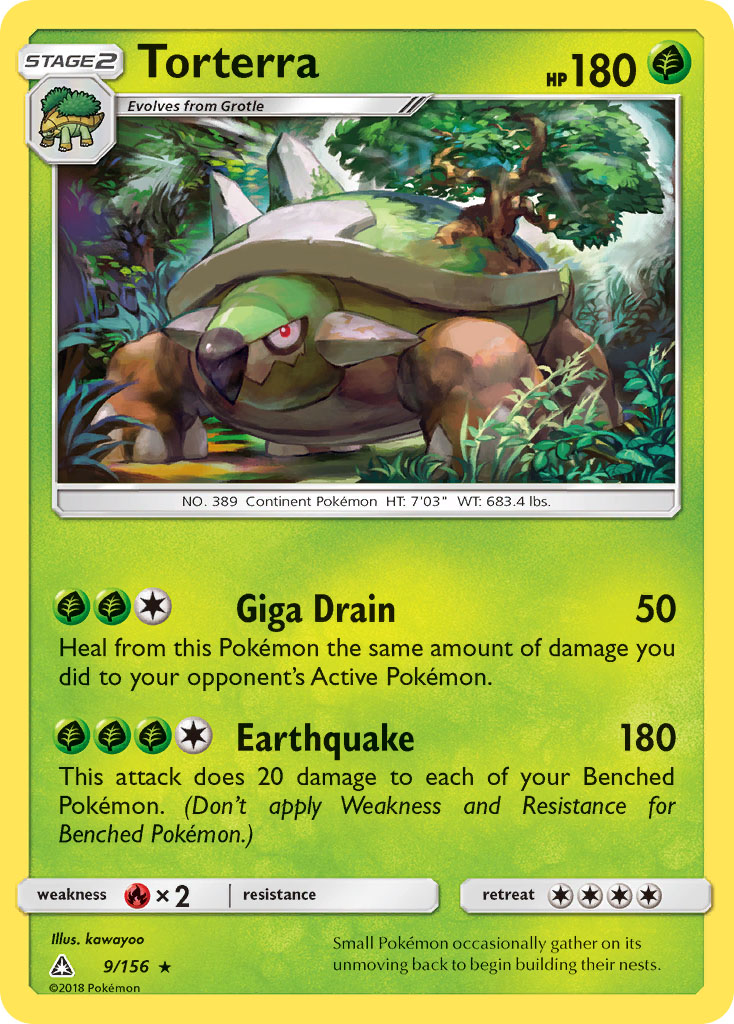 STAGE2
Torterra
HP 180
Evolves from Grotle
NO. 389 Continent Pokémon HT: 7'03" WT: 683.4 lbs.
Giga Drain 50
Heal from this Pokémon the same amount of damage you
did to your opponent's Active Pokémon.
Earthquake 180
This attack does 20 damage to each of your Benched
Pokémon. (Don't apply Weakness and Resistance for
Benched Pokémon.)
weakness ×2 resistance retreat
Illus. kawayoo
9/156 ★
©2018 Pokémon
Small Pokémon occasionally gather on its
unmoving back to begin building their nests.